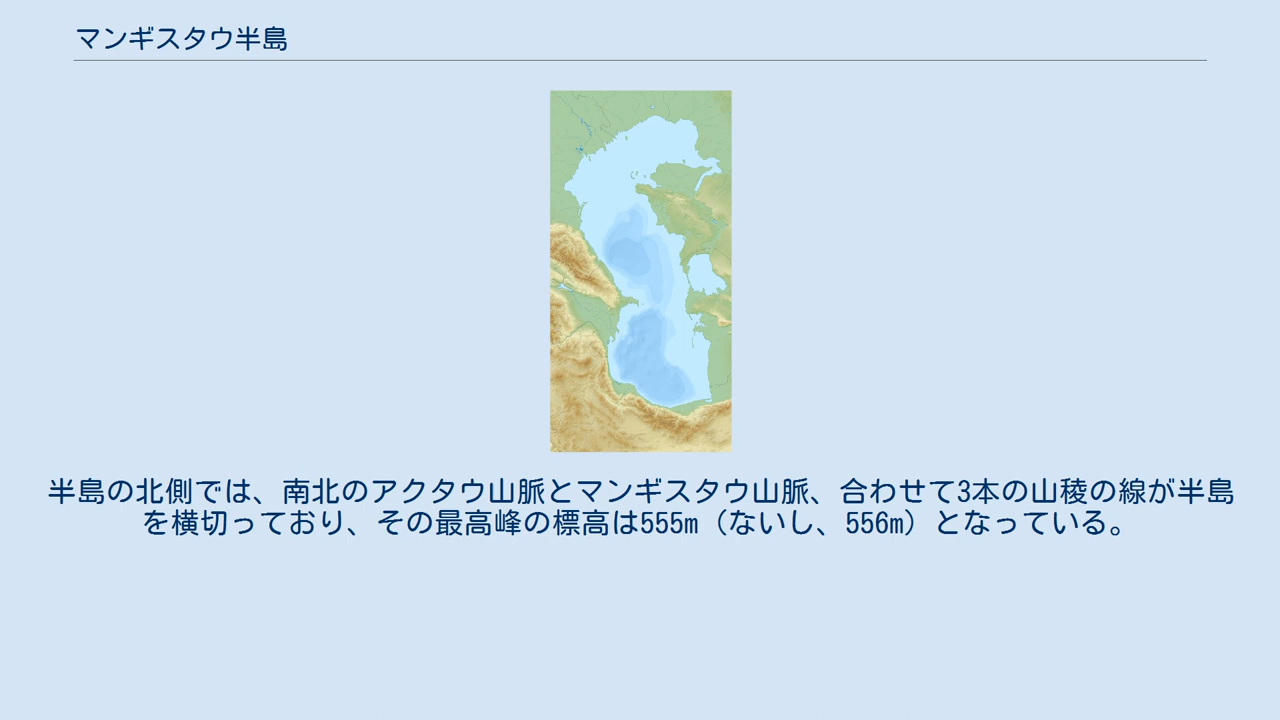 マンギスタウ半島
半島の北側では、南北のアクタウ山脈とマンギスタウ山脈、合わせて3本の山稜の線が半島
を横切っており、その最高峰の標高は555m（ないし、556m）となっている。